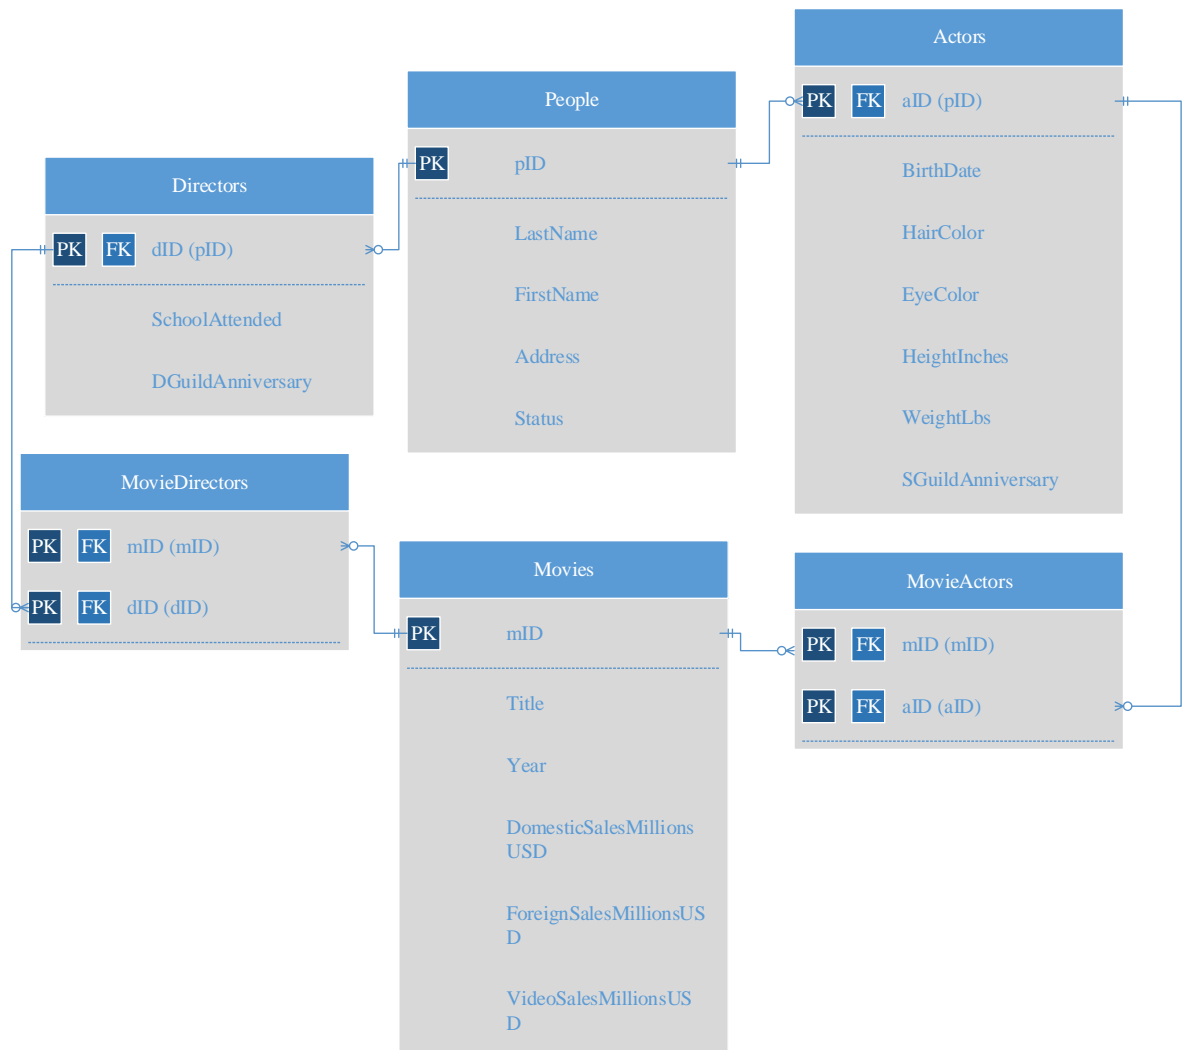 Actors
PK FK aID (pID)
BirthDate
HairColor
EyeColor
HeightInches
WeightLbs
SGuildAnniversary
People
PK pID
LastName
FirstName
Address
Status
Directors
PK FK dID (pID)
SchoolAttended
DGuildAnniversary
MovieDirectors
PK FK mID (mID)
PK FK dID (dID)
Movies
PK mID
Title
Year
DomesticSalesMillions
USD
ForeignSalesMillionsUS
D
VideoSalesMillionsUS
D
MovieActors
PK FK mID (mID)
PK FK aID (aID)